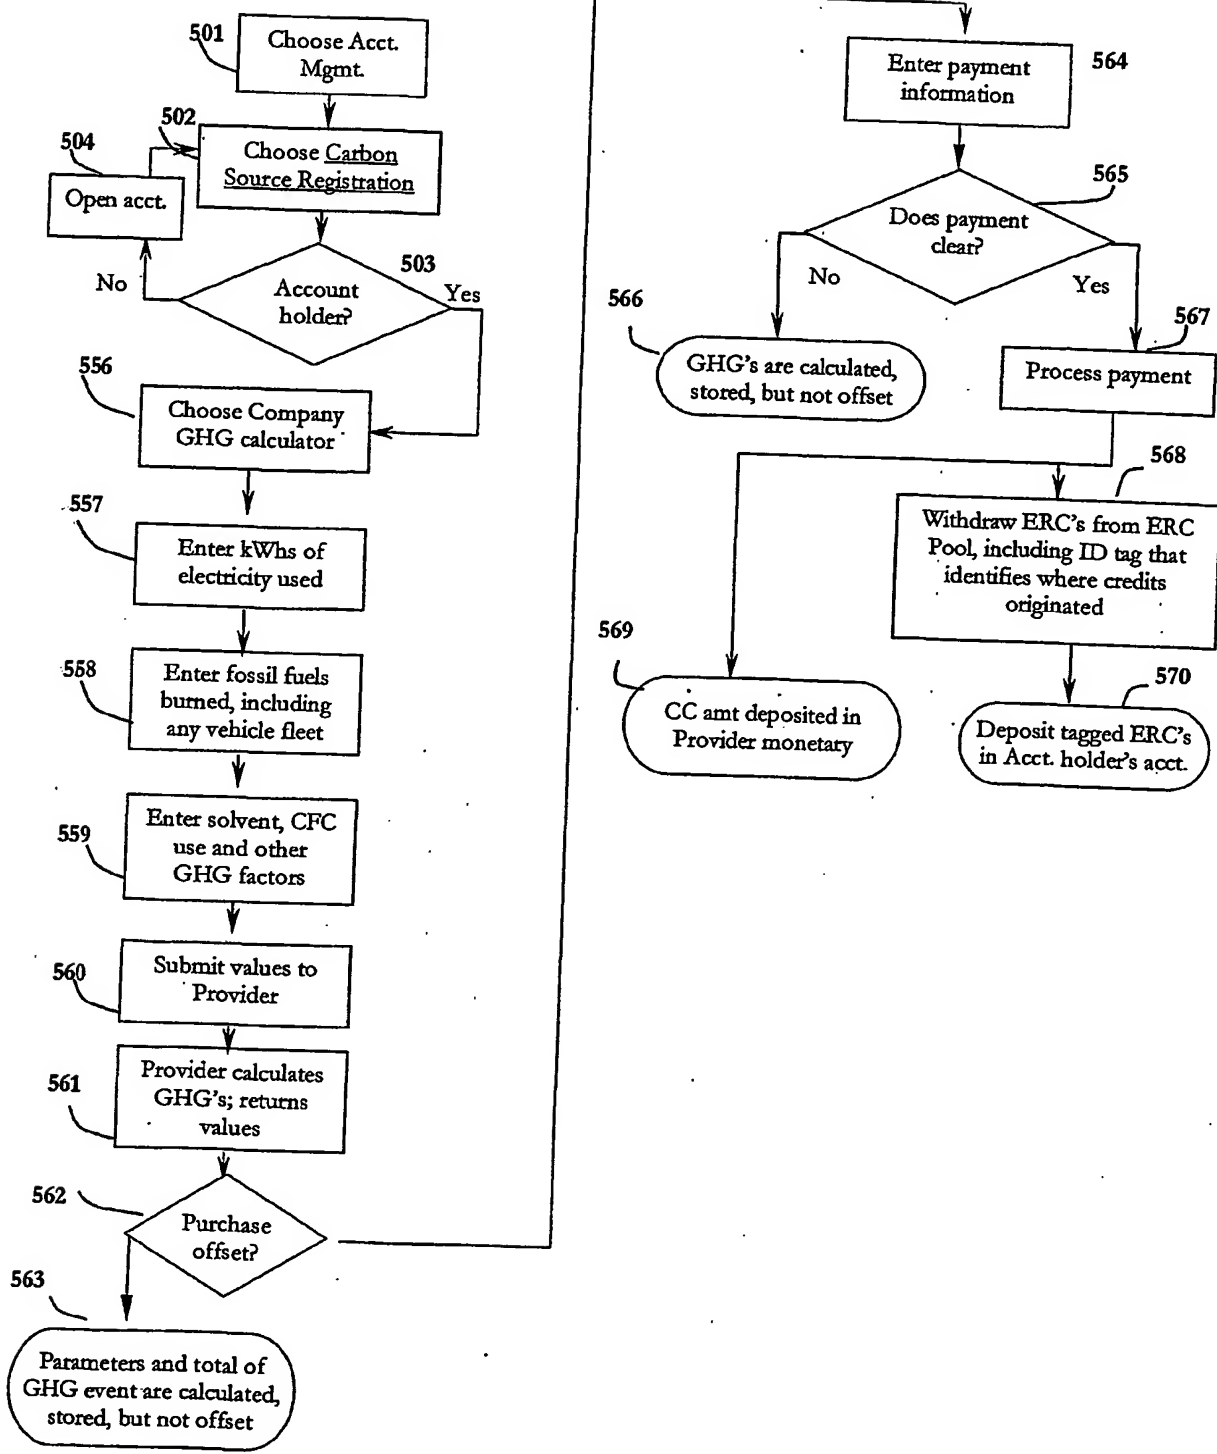 501
Choose Acct.
Mgmt.
502
Choose Carbon
Source Registration
504
Open acct.
No
503
Account
holder?
Yes
556
Choose Company
GHG calculator
557
Enter kWhs of
electricity used
558
Enter fossil fuels
burned, including
any vehicle fleet
559
Enter solvent, CFC
use and other
GHG factors
560
Submit values to
Provider
561
Provider calculates
GHG's; returns
values
562
Purchase
offset?
563
Parameters and total of
GHG event are calculated,
stored, but not offset
564
Enter payment
information
565
Does payment
clear?
No
Yes
566
GHG's are calculated,
stored, but not offset
567
Process payment
568
Withdraw ERC's from ERC
Pool, including ID tag that
identifies where credits
originated
569
CC amt deposited in
Provider monetary
570
Deposit tagged ERC's
in Acct. holder's acct.